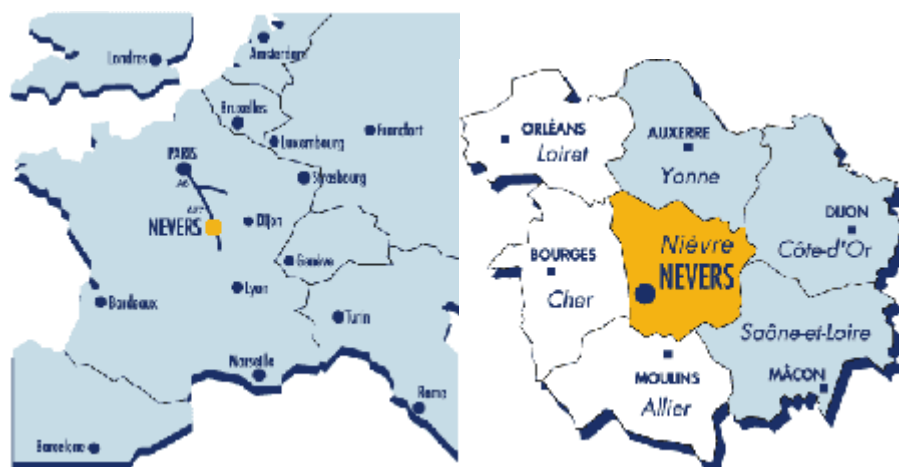 Londres
Amsterdam
Bruxelles
Francfort
Luxembourg
PARIS
A6
Strasbourg
A77
NEVERS
Dijon
Genève
Bordeaux
Lyon
Turin
Marseille
Rome
Barcelone
ORLÉANS
Loiret
AUXERRE
Yonne
DIJON
Côte-d'Or
BOURGES
Cher
Nièvre
NEVERS
Saône-et-Loire
MOULINS
Allier
MÂCON